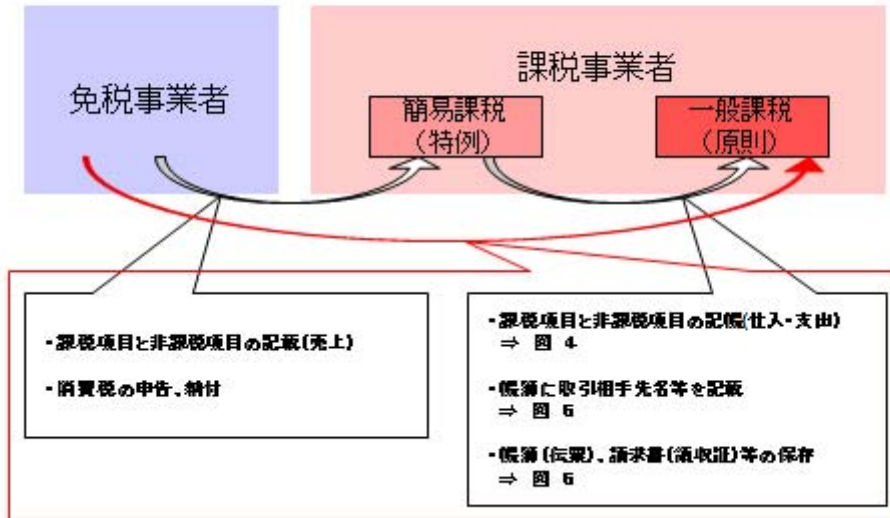 免税事業者
課税事業者
簡易課税
(特例)
一般課税
(原則)
・課税項目と非課税項目の記載(売上)
・消費税の申告、納付
・課税項目と非課税項目の記帳(仕入・支出)
⇒ 図 4
・帳簿に取引相手先名等を記載
⇒ 図 5
・帳簿(伝票)、請求書(領収証)等の保存
⇒ 図 6